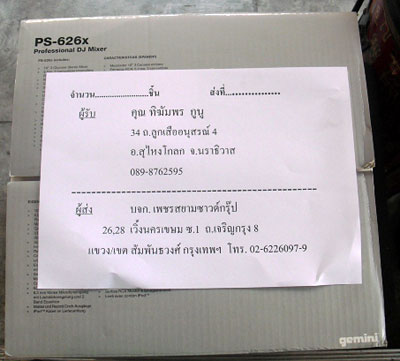 PS-626x
Professional DJ Mixer
จำนวน........................ชิ้น ส่งที่.................
ผู้รับ คุณ ทิฆัมพร กูนู
34 ถ.ลูกเสืออนุสรณ์ 4
อ.สุไหงโกลก จ.นราธิวาส
089-8762595
ผู้ส่ง บจก. เพชรสยามซาวด์กรุ๊ป
26,28 เวิ้งนครเขษม ซ.1 ถ.เจริญกรุง 8
แขวง/เขต สัมพันธวงศ์ กรุงเทพฯ โทร. 02-6226097-9
gemini